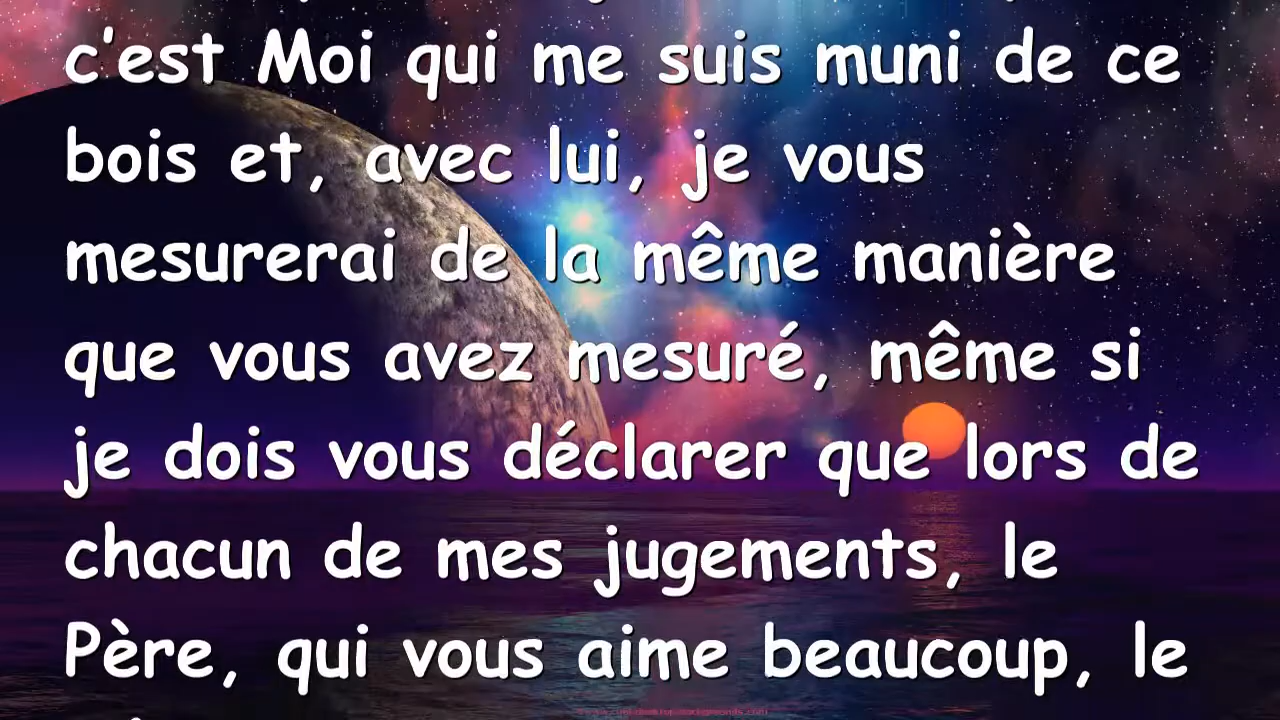 c'est Moi qui me suis muni de ce
bois et, avec lui, je vous
mesurerai de la même manière
que vous avez mesuré, même si
je dois vous déclarer que lors de
chacun de mes jugements, le
Père, qui vous aime beaucoup, le